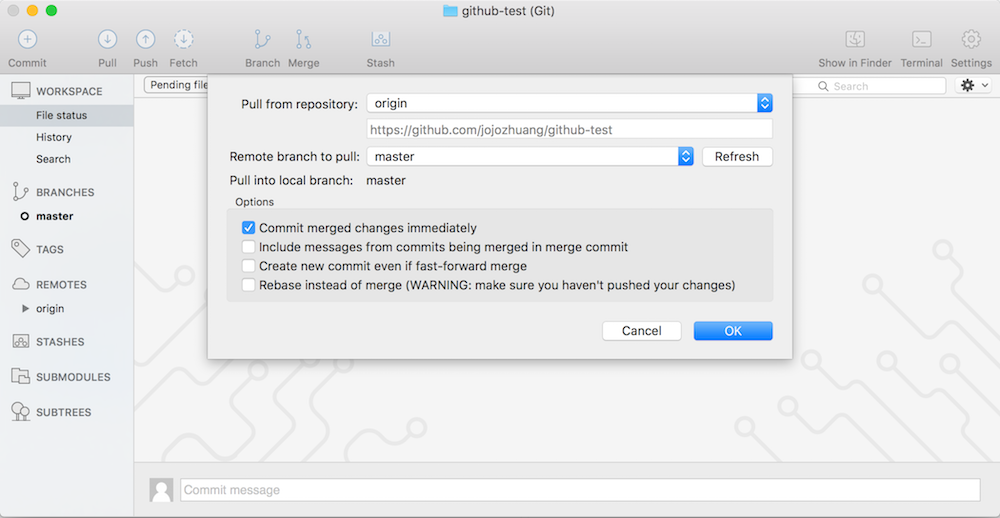 github-test (Git)
Commit Pull Push Fetch Branch Merge Stash Show in Finder Terminal Settings
WORKSPACE
File status
History
Search
BRANCHES
master
TAGS
REMOTES
origin
STASHES
SUBMODULES
SUBTREES
Pending file
Search
Pull from repository: origin
https://github.com/jojozhuang/github-test
Remote branch to pull: master Refresh
Pull into local branch: master
Options
Commit merged changes immediately
Include messages from commits being merged in merge commit
Create new commit even if fast-forward merge
Rebase instead of merge (WARNING: make sure you haven't pushed your changes)
Cancel OK
Commit message